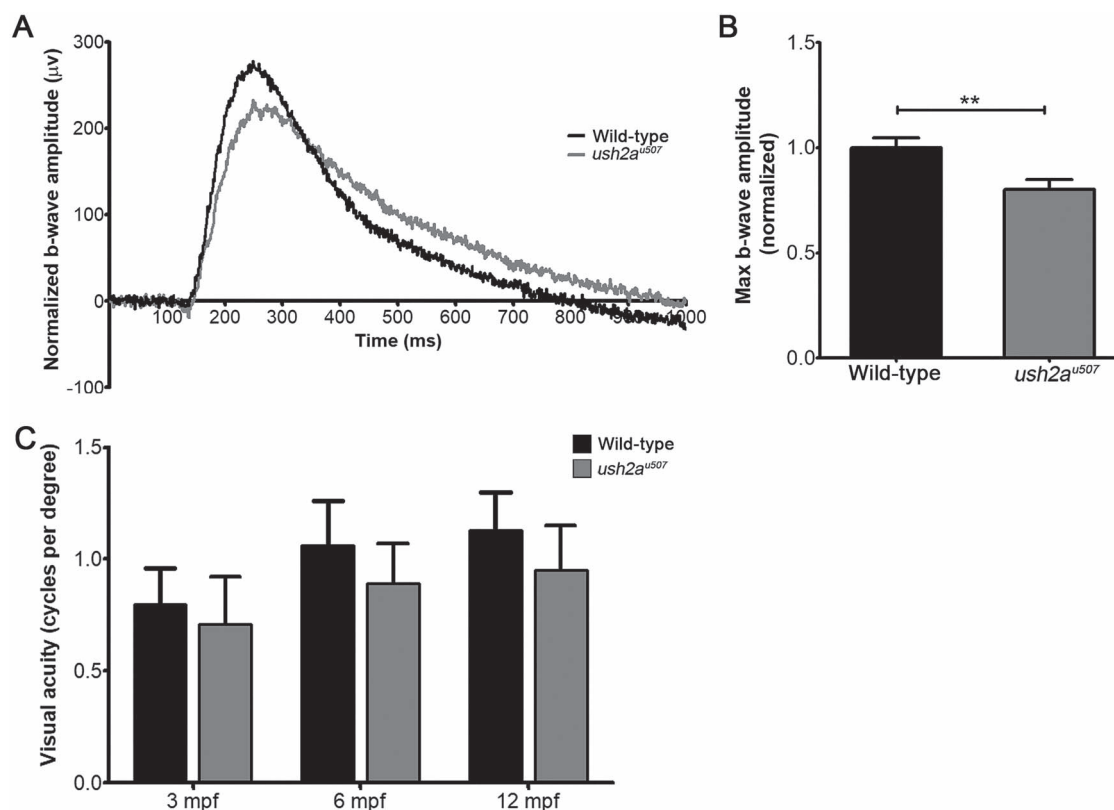 A
Normalized b-wave amplitude (μv)
300
200
100
0
-100
100 200 300 400 500 600 700 800 900 1000
Time (ms)
Wild-type
ush2a^u507
B
Max b-wave amplitude
(normalized)
1.5
1.0
0.5
0.0
**
Wild-type ush2a^u507
C
Visual acuity (cycles per degree)
1.5
1.0
0.5
0.0
Wild-type
ush2a^u507
3 mpf 6 mpf 12 mpf